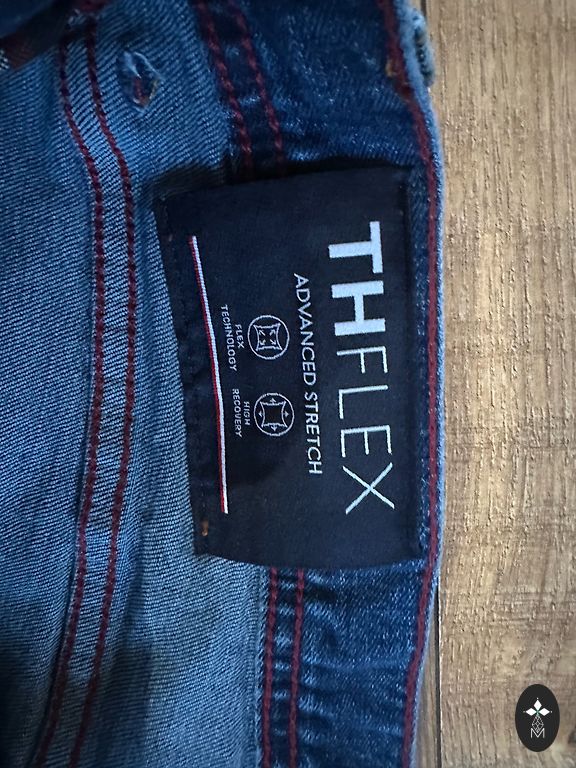 THFLEX
ADVANCED STRETCH
FLEX
TECHNOLOGY
HIGH
RECOVERY
M